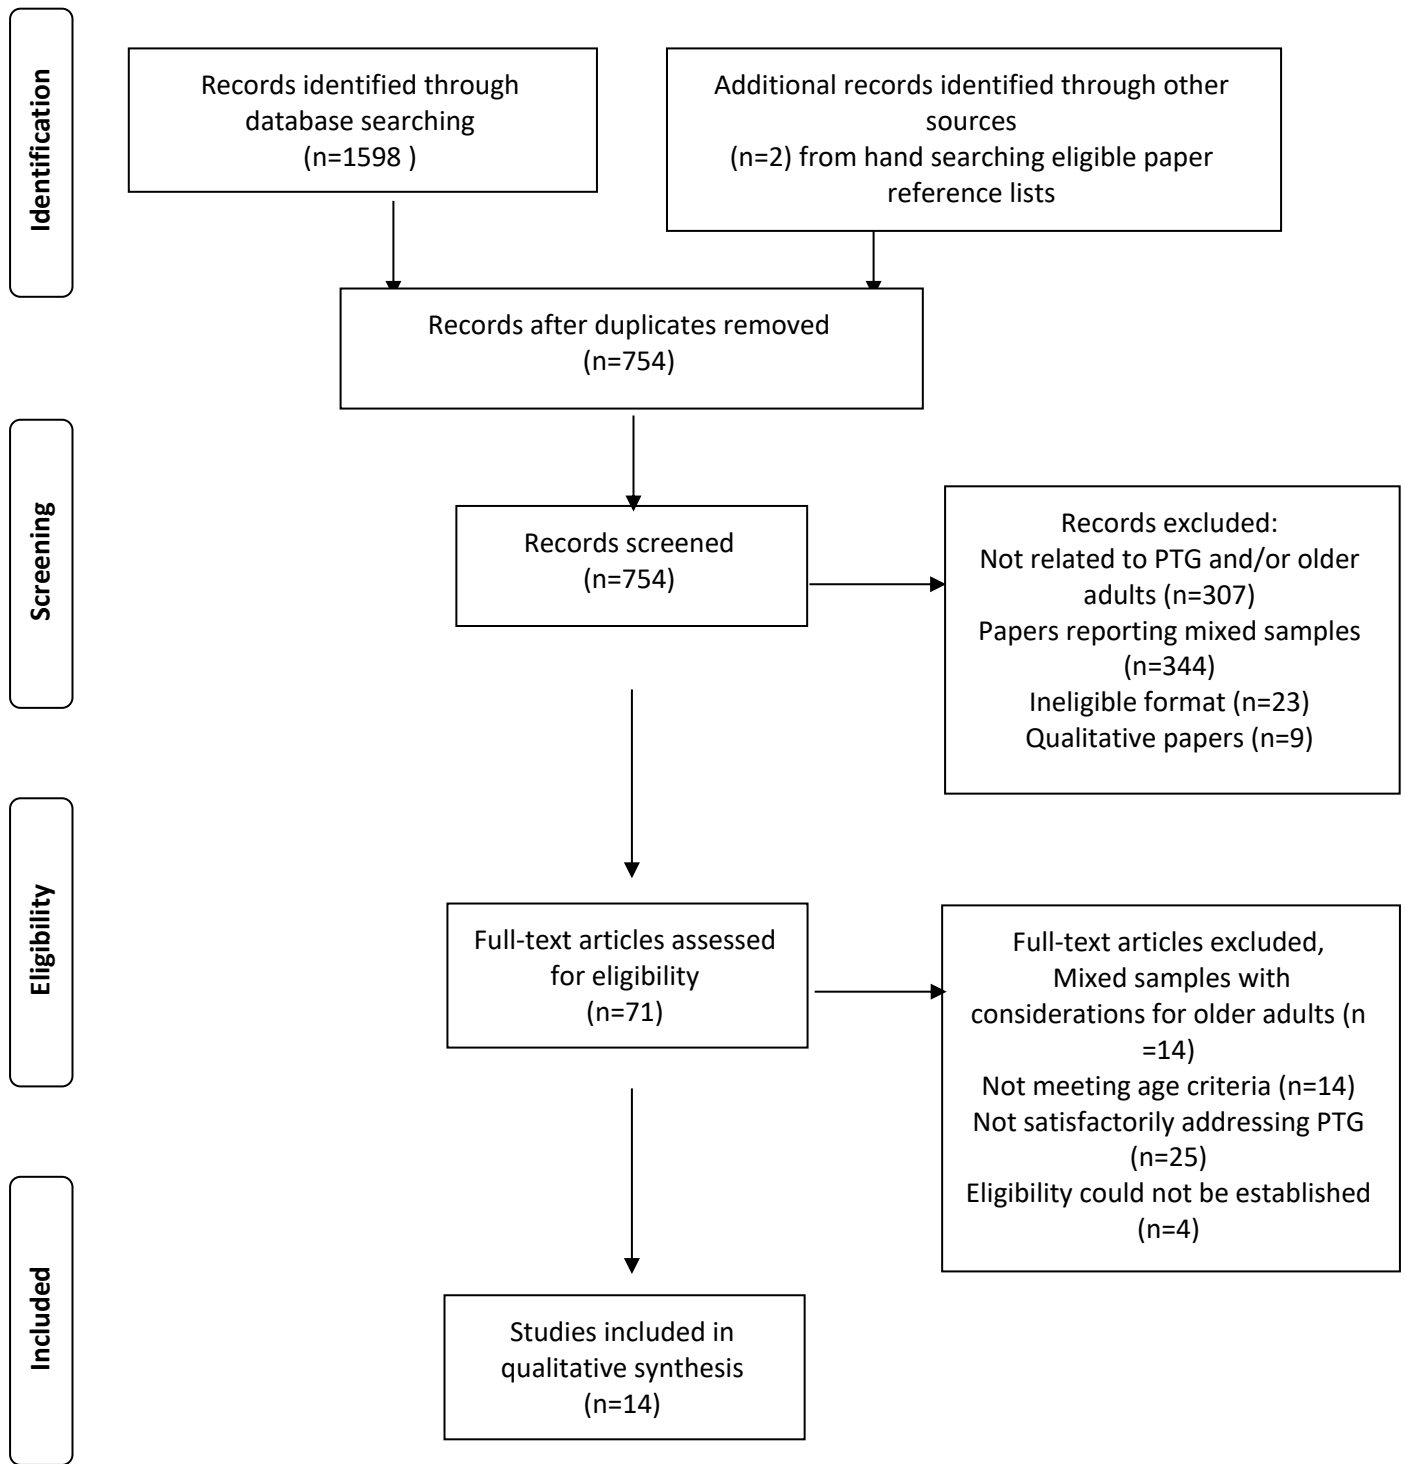 Identification
Records identified through
database searching
(n=1598 )
Additional records identified through other
sources
(n=2) from hand searching eligible paper
reference lists
Records after duplicates removed
(n=754)
Screening
Records screened
(n=754)
Records excluded:
Not related to PTG and/or older
adults (n=307)
Papers reporting mixed samples
(n=344)
Ineligible format (n=23)
Qualitative papers (n=9)
Eligibility
Full-text articles assessed
for eligibility
(n=71)
Full-text articles excluded,
Mixed samples with
considerations for older adults (n
=14)
Not meeting age criteria (n=14)
Not satisfactorily addressing PTG
(n=25)
Eligibility could not be established
(n=4)
Included
Studies included in
qualitative synthesis
(n=14)